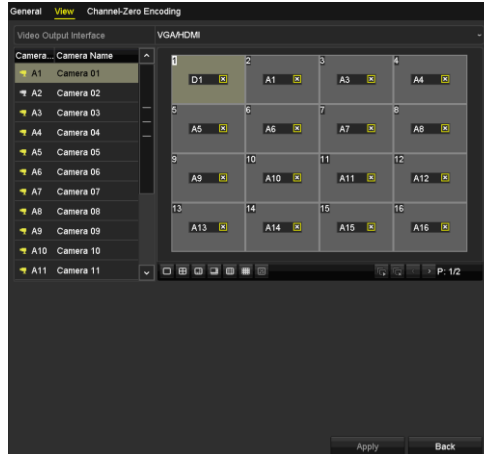 General View Channel-Zero Encoding
Video Output Interface VGA/HDMI
Camera... Camera Name
A1 Camera 01
A2 Camera 02
A3 Camera 03
A4 Camera 04
A5 Camera 05
A6 Camera 06
A7 Camera 07
A8 Camera 08
A9 Camera 09
A10 Camera 10
A11 Camera 11
1 2 3 4
D1 A1 A3 A4
5 6 7 8
A5 A6 A7 A8
9 10 11 12
A9 A10 A11 A12
13 14 15 16
A13 A14 A15 A16
P: 1/2
Apply Back